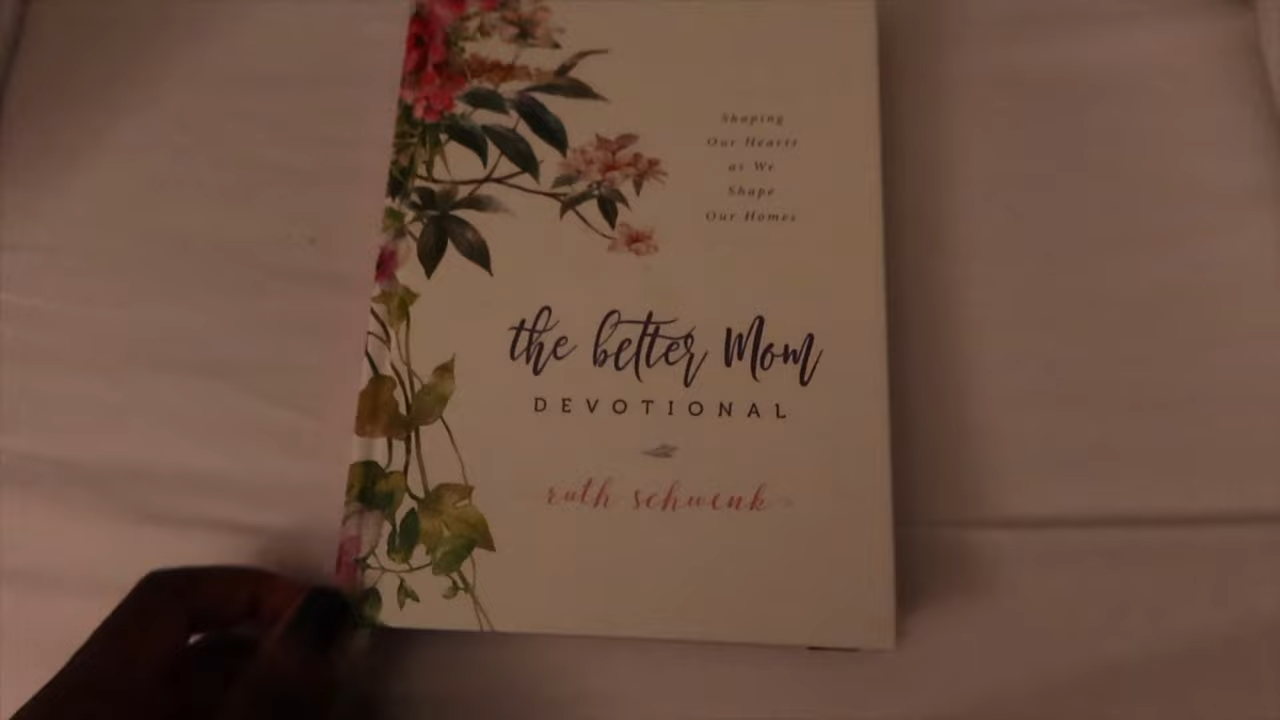 Shaping
Our Hearts
as We
Shape
Our Homes
the better Mom
DEVOTIONAL
ruth schwenk